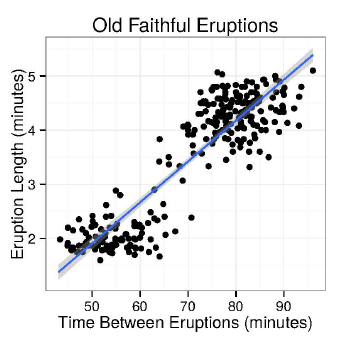 Old Faithful Eruptions
Eruption Length (minutes)
5
4
3
2
50 60 70 80 90
Time Between Eruptions (minutes)